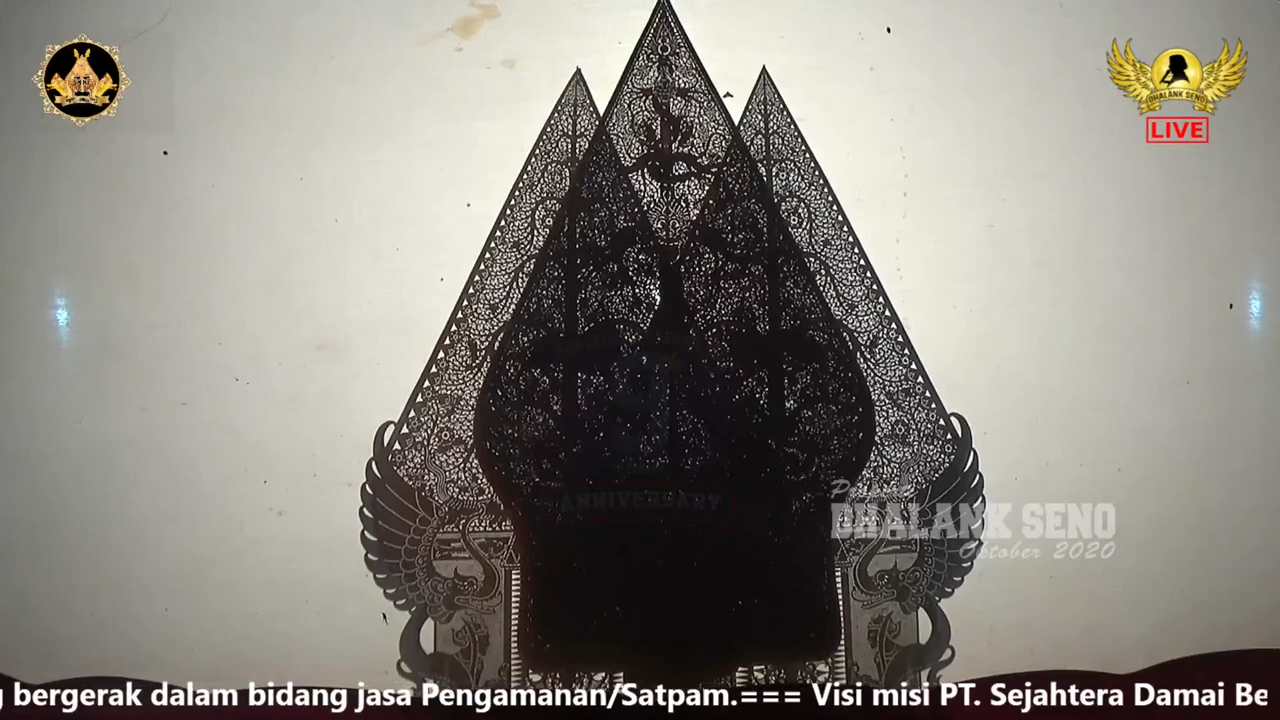 DHALANK SENO
LIVE
ANNIVERSARY
DHALANK SENO
Oktober 2020
bergerak dalam bidang jasa Pengamanan/Satpam.=== Visi misi PT. Sejahtera Damai Be